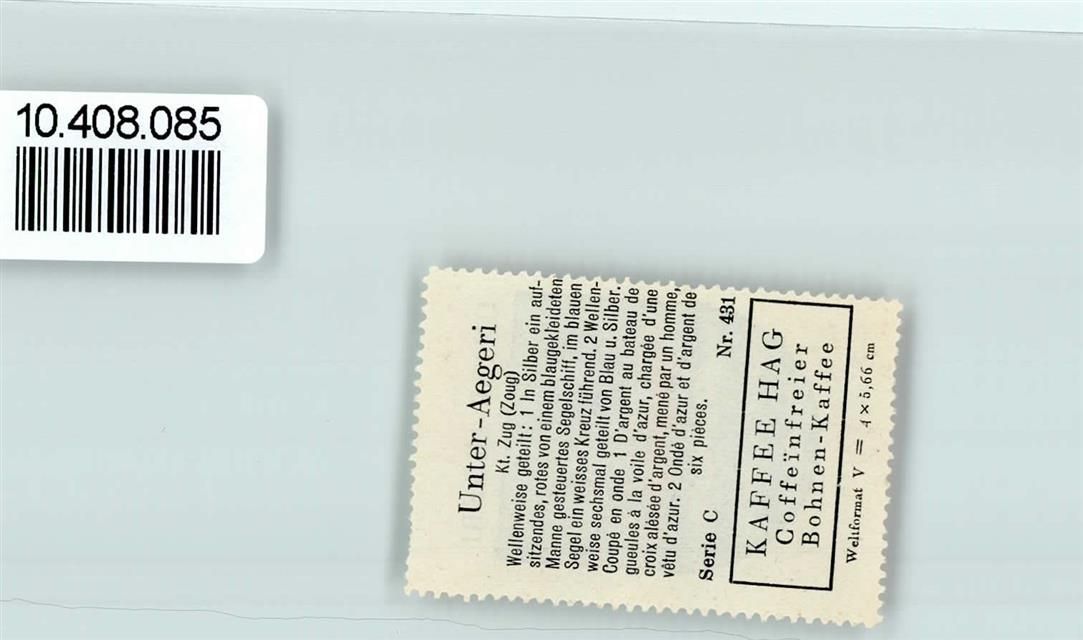 10.408.085
Unter-Aegeri
Kt. Zug (Zoug)
Wellenweise geteilt: 1 In Silber ein auf-
sitzendes, rotes von einem blaugekleideten
Manne gesteuertes Segelschiff, im blauen
Segel ein weisses Kreuz führend. 2 Wellen-
weise sechsmal geteilt von Blau u. Silber.
Coupé en onde 1 D'argent au bateau de
gueules à la voile d'azur, chargée d'une
croix alésée d'argent, mené par un homme,
vêtu d'azur. 2 Ondé d'azur et d'argent de
six pièces.
Serie C Nr. 431
KAFFEE HAG
Coffeïnfreier
Bohnen-Kaffee
Weltformat V = 4 × 5,66 cm